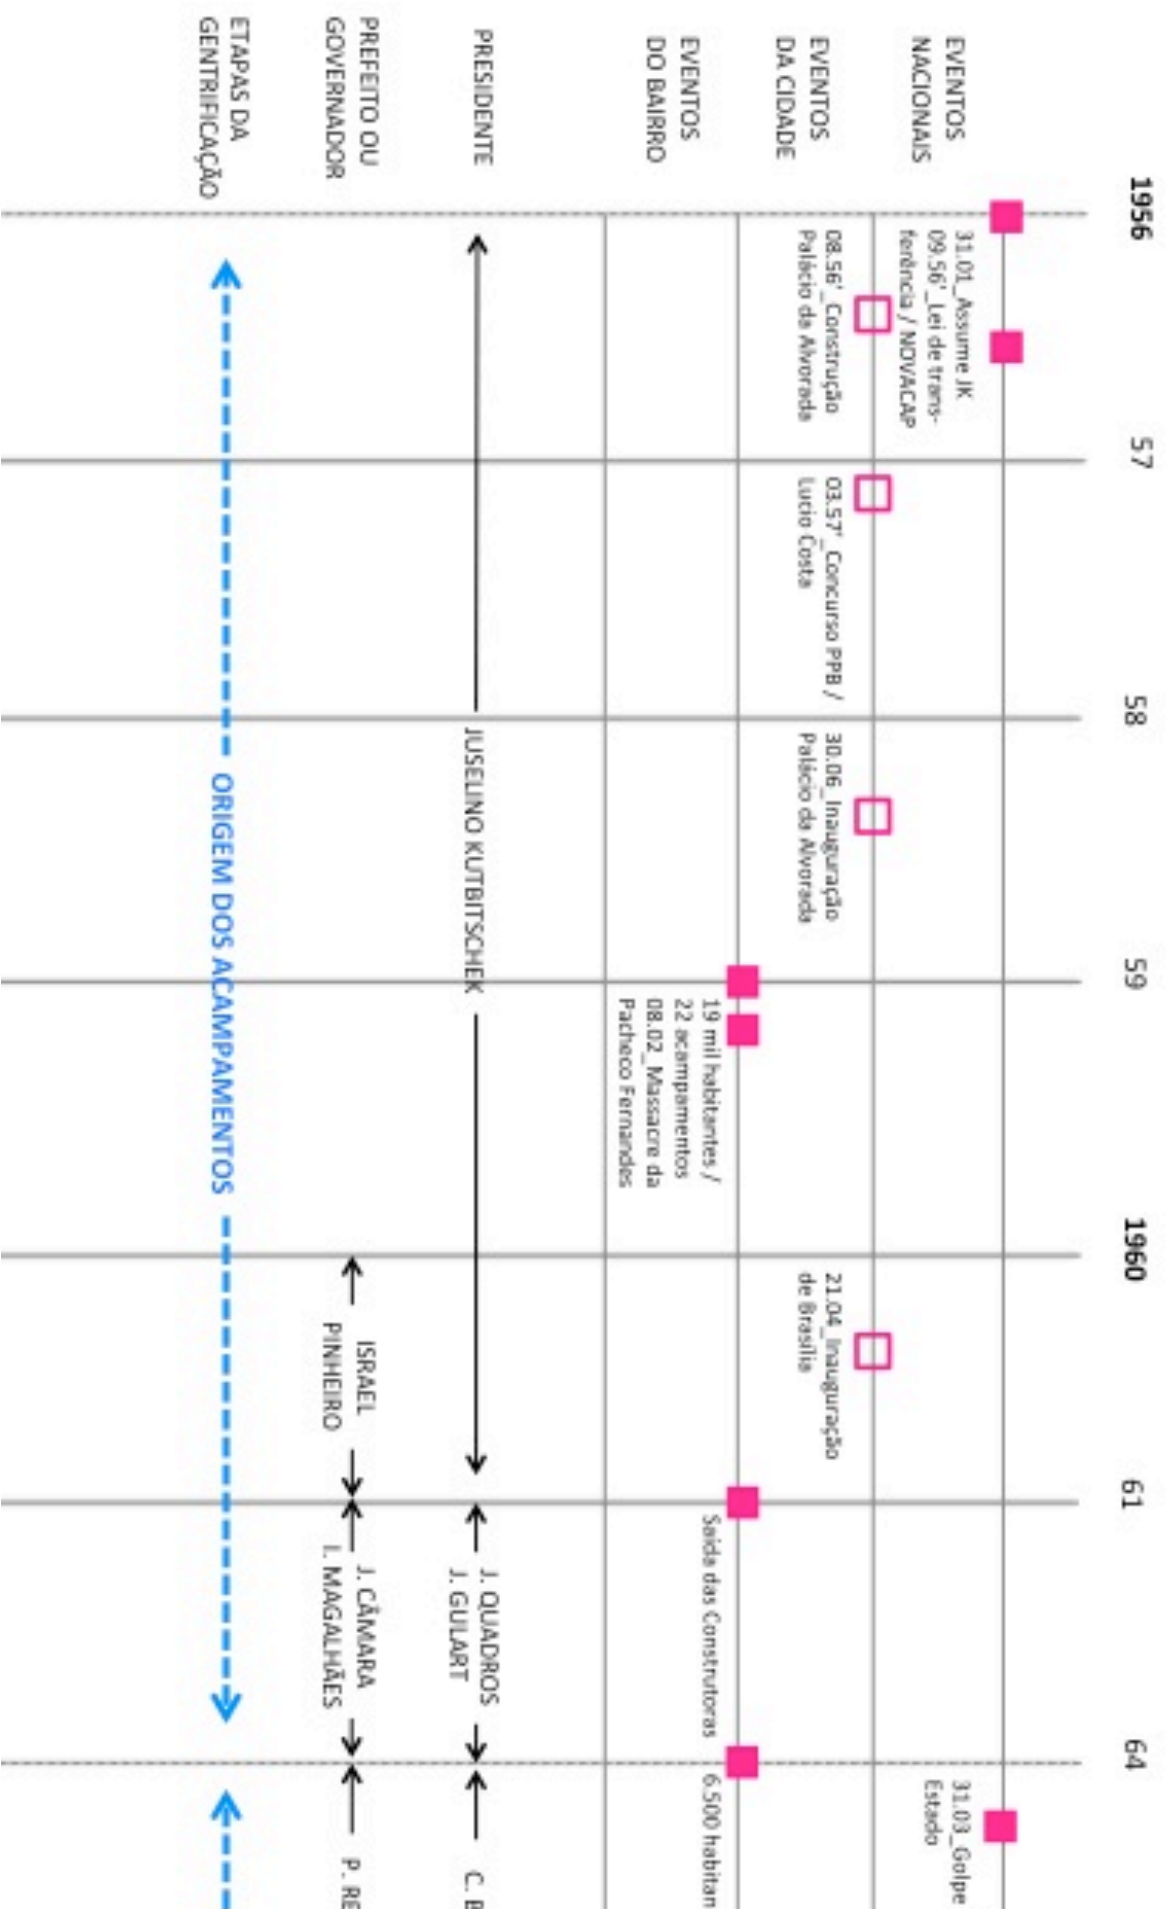 1956
57
58
59
1960
61
64
EVENTOS
NACIONAIS
31.01_Assume JK
09.56'_Lei de trans-
ferência / NOVACAP
31.03_Golpe
Estado
EVENTOS
DA CIDADE
08.56'_Construção
Palácio da Alvorada
03.57'_Concurso PPB /
Lucio Costa
30.06_Inauguração
Palácio da Alvorada
21.04_Inauguração
de Brasília
EVENTOS
DO BAIRRO
19 mil habitantes /
22 acampamentos
08.02_Massacre da
Pacheco Fernandes
Saída das Construtoras
6.500 habitan
PRESIDENTE
JUSELINO KUTBITSCHEK
J. QUADROS
J. GULART
C.
PREFEITO OU
GOVERNADOR
ISRAEL
PINHEIRO
J. CÂMARA
I. MAGALHÃES
P. RE
ETAPAS DA
GENTRIFICAÇÃO
ORIGEM DOS ACAMPAMENTOS